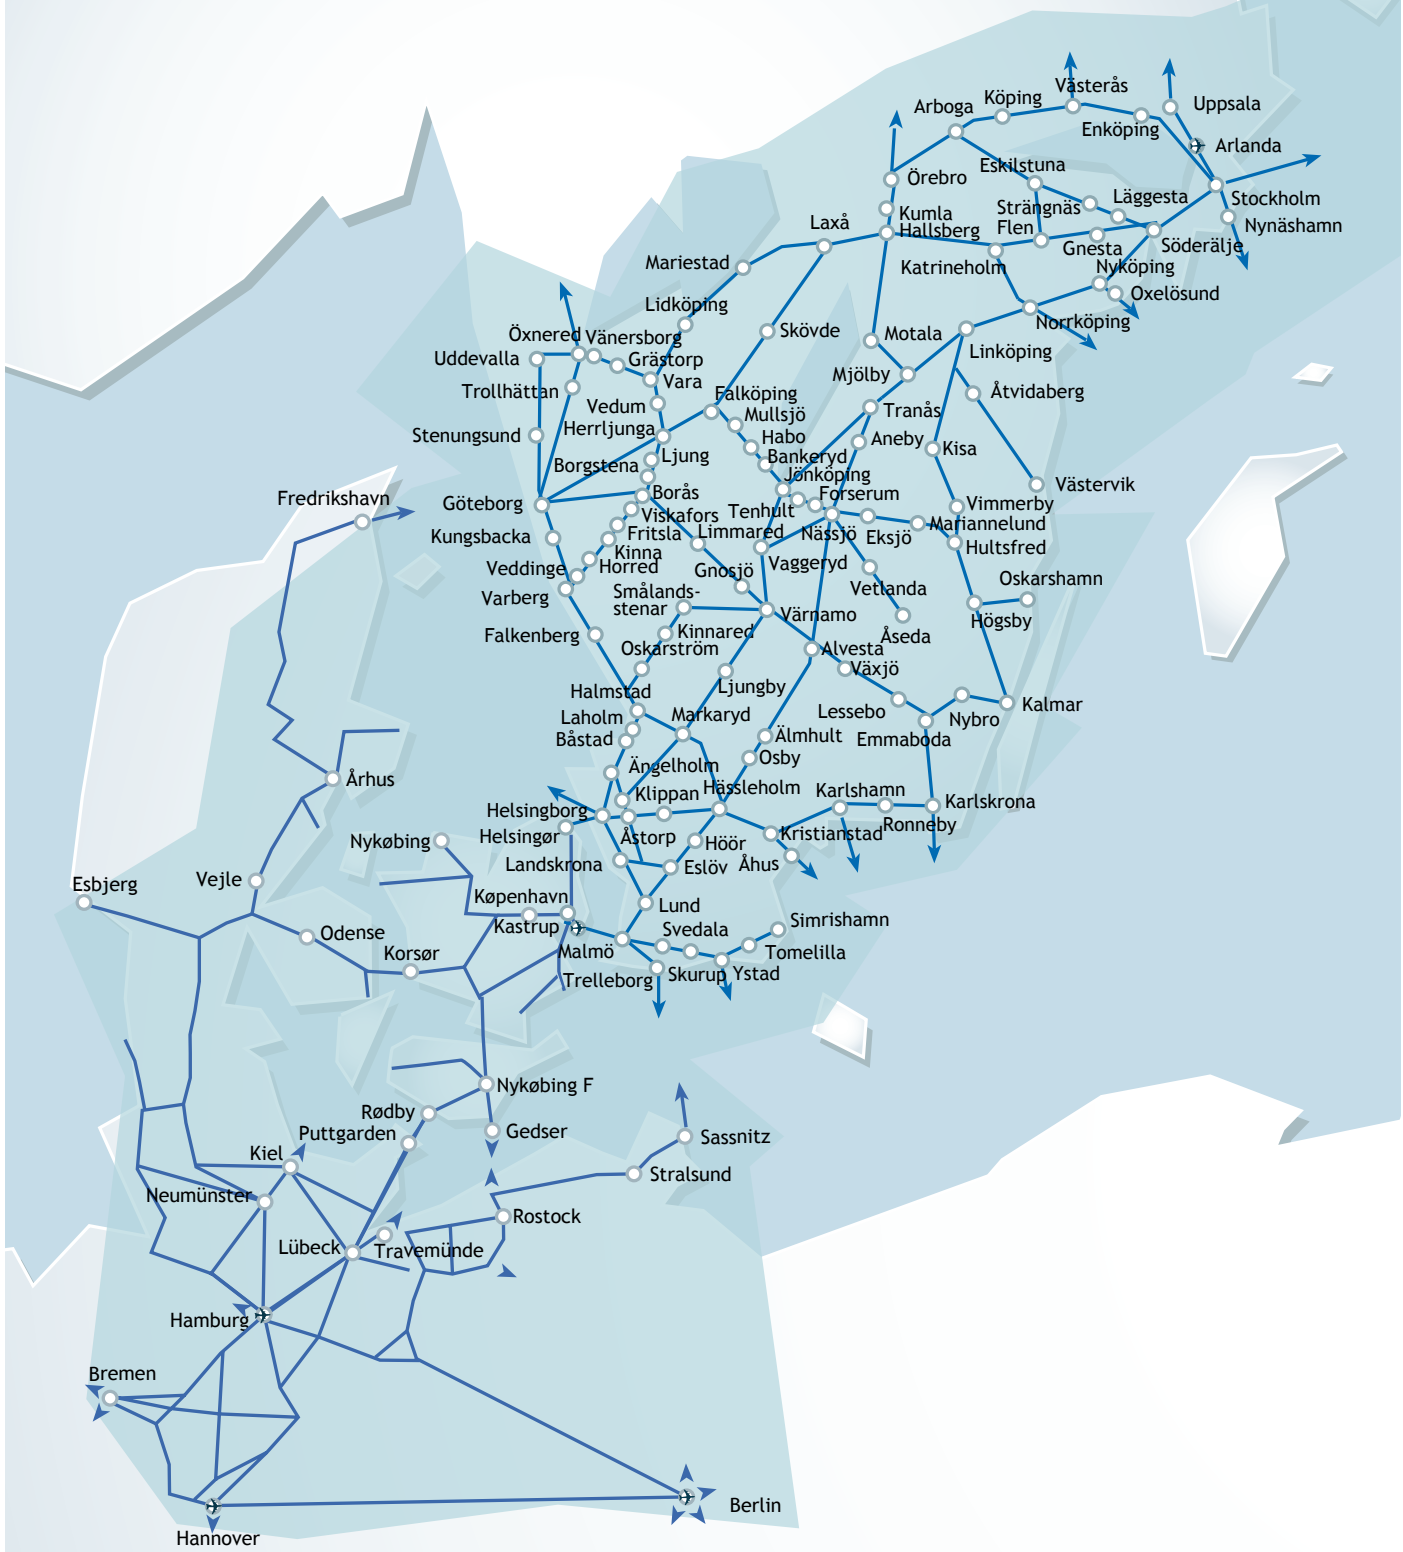 Västerås
Köping
Arboga
Uppsala
Enköping
Arlanda
Eskilstuna
Örebro
Läggesta
Stockholm
Strängnäs
Kumla
Laxå
Hallsberg
Flen
Nynäshamn
Gnesta
Söderälje
Mariestad
Katrineholm
Nyköping
Oxelösund
Lidköping
Norrköping
Skövde
Motala
Öxnered
Vänersborg
Linköping
Uddevalla
Grästorp
Mjölby
Vara
Trollhättan
Falköping
Åtvidaberg
Vedum
Mullsjö
Tranås
Stenungsund
Herrljunga
Habo
Aneby
Kisa
Ljung
Bankeryd
Borgstena
Jönköping
Västervik
Fredrikshavn
Göteborg
Borås
Forserum
Vimmerby
Viskafors
Tenhult
Mariannelund
Kungsbacka
Fritsla
Limmared
Nässjö
Eksjö
Hultsfred
Kinna
Vaggeryd
Veddinge
Horred
Gnosjö
Oskarshamn
Varberg
Smålands-
stenar
Vetlanda
Värnamo
Högsby
Falkenberg
Kinnared
Åseda
Oskarström
Alvesta
Växjö
Ljungby
Halmstad
Kalmar
Laholm
Markaryd
Lessebo
Nybro
Båstad
Älmhult
Emmaboda
Osby
Ängelholm
Århus
Hässleholm
Karlshamn
Klippan
Karlskrona
Helsingborg
Ronneby
Helsingør
Åstorp
Kristianstad
Nykøbing
Höör
Landskrona
Eslöv
Åhus
Vejle
Esbjerg
Køpenhavn
Lund
Simrishamn
Kastrup
Odense
Svedala
Korsør
Malmö
Tomelilla
Trelleborg
Skurup
Ystad
Nykøbing F
Rødby
Puttgarden
Gedser
Sassnitz
Kiel
Stralsund
Neumünster
Rostock
Lübeck
Travemünde
Hamburg
Bremen
Berlin
Hannover